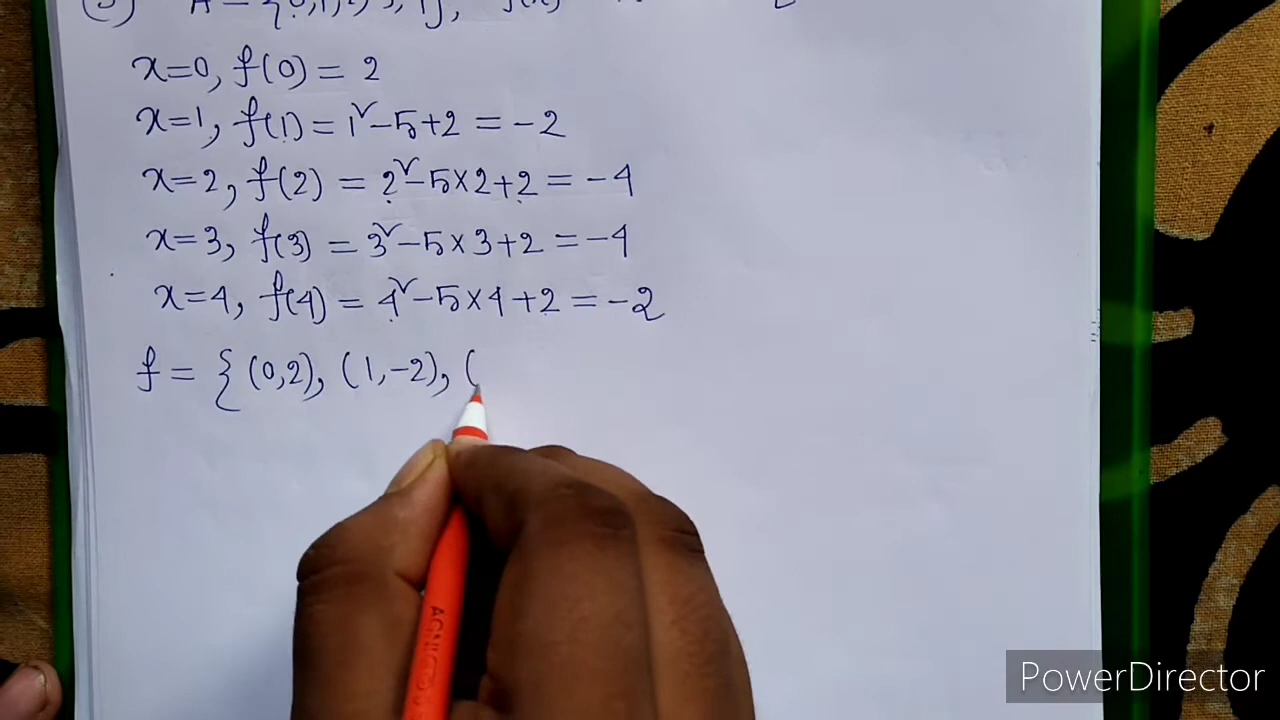 x=0, f(0) = 2
x=1, f(1) = 1²-5+2 = -2
x=2, f(2) = 2²-5×2+2 = -4
x=3, f(3) = 3²-5×3+2 = -4
x=4, f(4) = 4²-5×4+2 = -2
f = { (0,2), (1,-2), (
PowerDirector